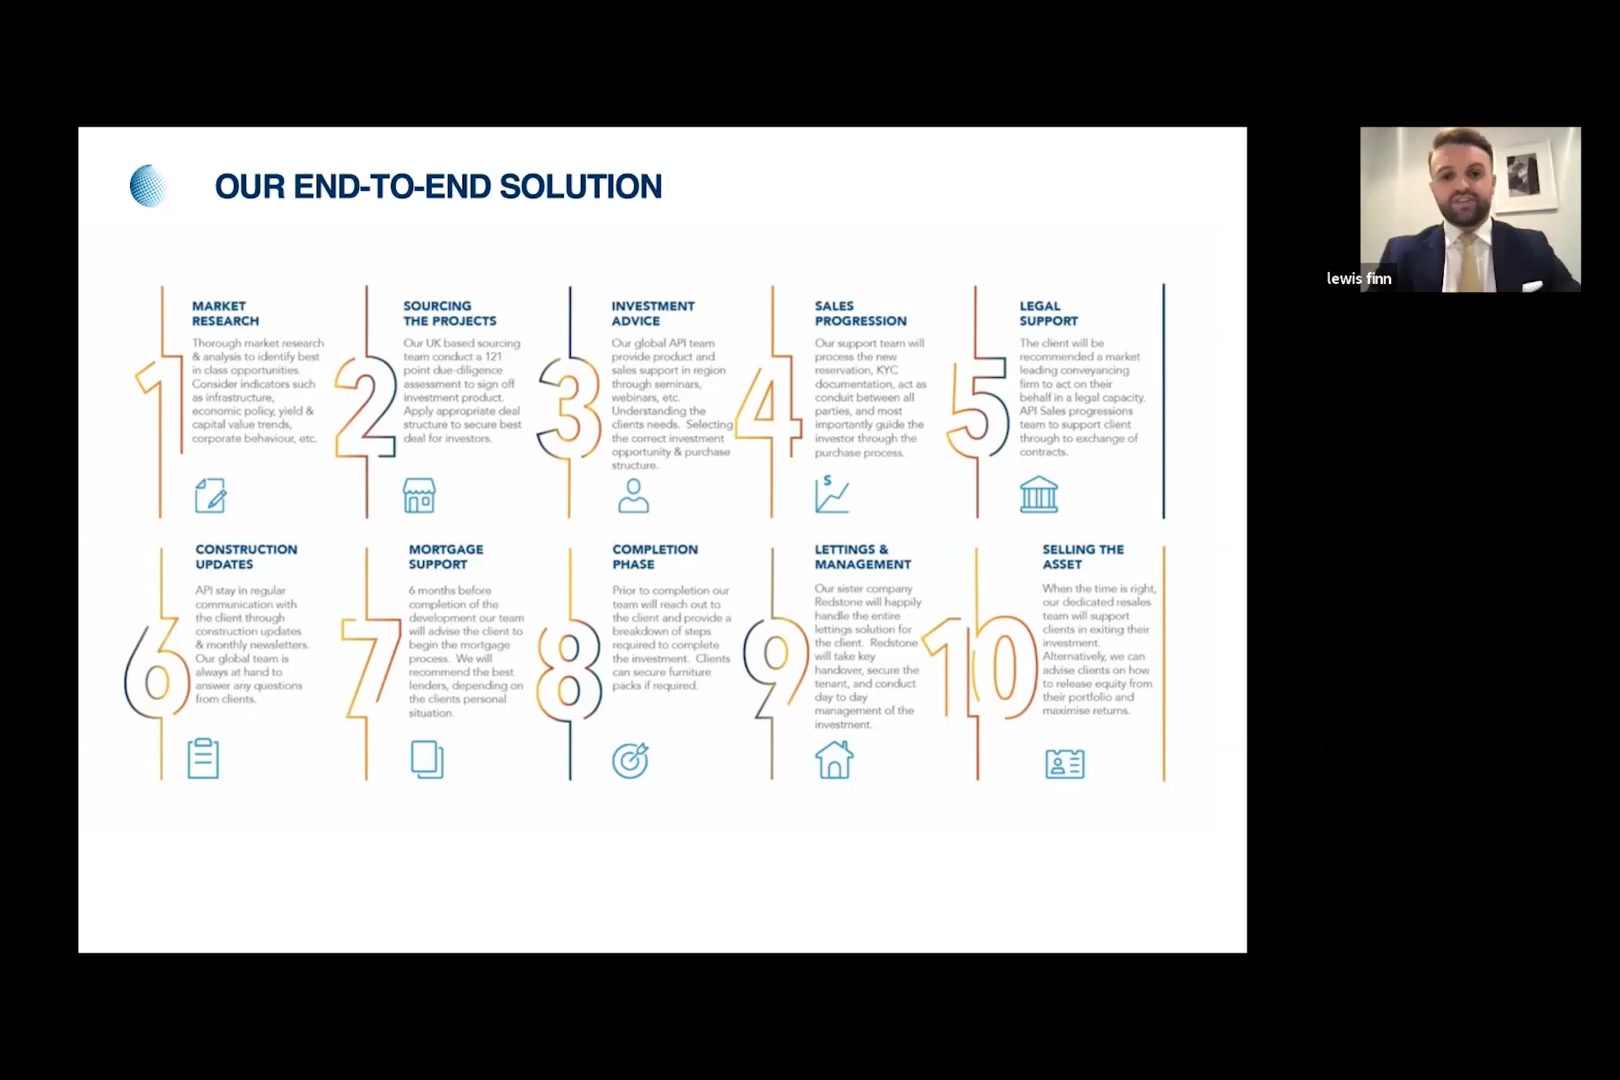 OUR END-TO-END SOLUTION
lewis finn
1
MARKET
RESEARCH
Thorough market research
& analysis to identify best
in class opportunities.
Consider indicators such
as infrastructure,
economic policy, yield &
capital value trends,
corporate behaviour, etc.
2
SOURCING
THE PROJECTS
Our UK based sourcing
team conduct a 121
point due-diligence
assessment to sign off
investment product.
Apply appropriate deal
structure to secure best
deal for investors.
3
INVESTMENT
ADVICE
Our global API team
provide product and
sales support in region
through seminars,
webinars, etc.
Understanding the
clients needs. Selecting
the correct investment
opportunity & purchase
structure.
4
SALES
PROGRESSION
Our support team will
process the new
reservation, KYC
documentation, act as
conduit between all
parties, and most
importantly guide the
investor through the
purchase process.
$
5
LEGAL
SUPPORT
The client will be
recommended a market
leading conveyancing
firm to act on their
behalf in a legal capacity.
API Sales progressions
team to support client
through to exchange of
contracts.
6
CONSTRUCTION
UPDATES
API stay in regular
communication with
the client through
construction updates
& monthly newsletters.
Our global team is
always at hand to
answer any questions
from clients.
7
MORTGAGE
SUPPORT
6 months before
completion of the
development our team
will advise the client to
begin the mortgage
process. We will
recommend the best
lenders, depending on
the clients personal
situation.
8
COMPLETION
PHASE
Prior to completion our
team will reach out to
the client and provide a
breakdown of steps
required to complete
the investment. Clients
can secure furniture
packs if required.
9
LETTINGS &
MANAGEMENT
Our sister company
Redstone will happily
handle the entire
lettings solution for
the client. Redstone
will take key
handover, secure the
tenant, and conduct
day to day
management of the
investment.
10
SELLING THE
ASSET
When the time is right,
our dedicated resales
team will support
clients in exiting their
investment.
Alternatively, we can
advise clients on how
to release equity from
their portfolio and
maximise returns.